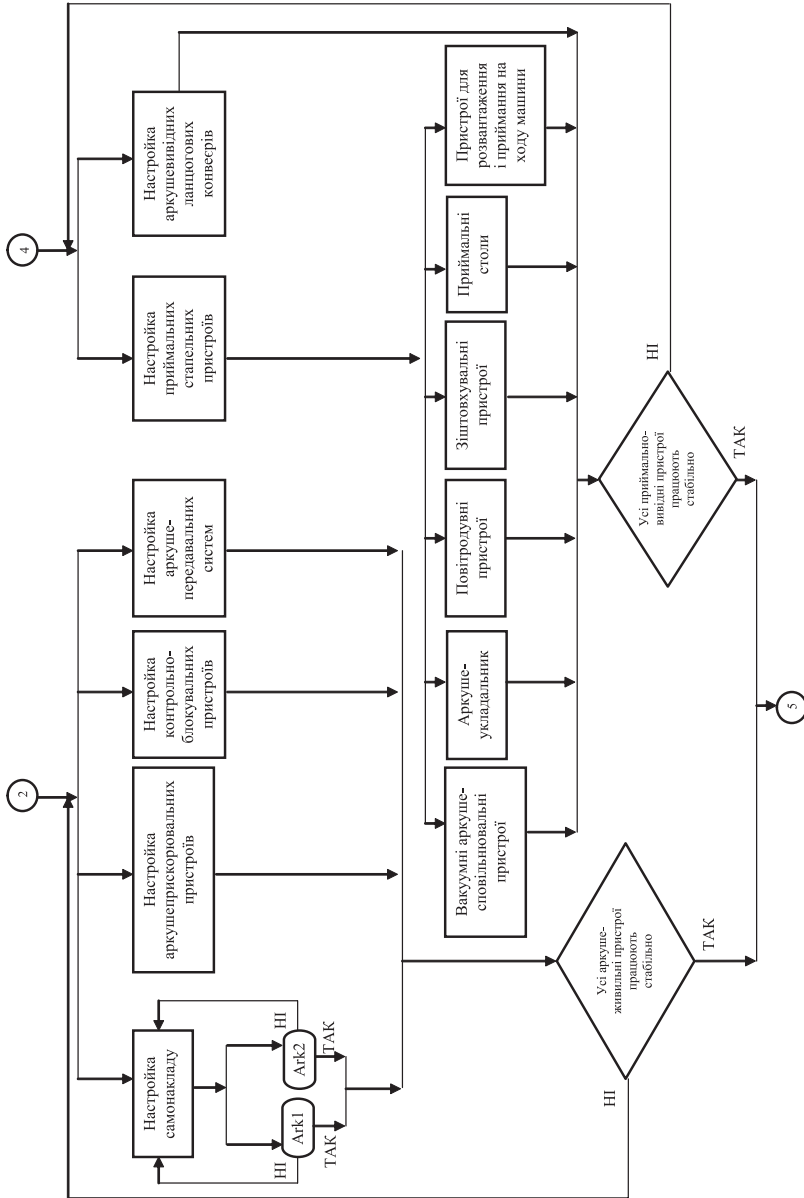 2
4
Настройка
самонакладу
Настройка
аркушеприскорювальних
пристроїв
Настройка
контрольно-
блокувальних
пристроїв
Настройка
аркуше-
передавальних
систем
Настройка
приймальних
стапельних
пристроїв
Настройка
аркушевивідних
ланцюгових
конвеєрів
НІ
Ark1
ТАК
НІ
Ark2
ТАК
Вакуумні аркуше-
сповільнювальні
пристрої
Аркуше-
укладальник
Повітродувні
пристрої
Зіштовхувальні
пристрої
Приймальні
столи
Пристрої для
розвантаження
і приймання на
ходу машини
Усі аркуше-
живильні пристрої
працюють
стабільно
НІ
ТАК
Усі приймально-
вивідні пристрої
працюють
стабільно
НІ
ТАК
5